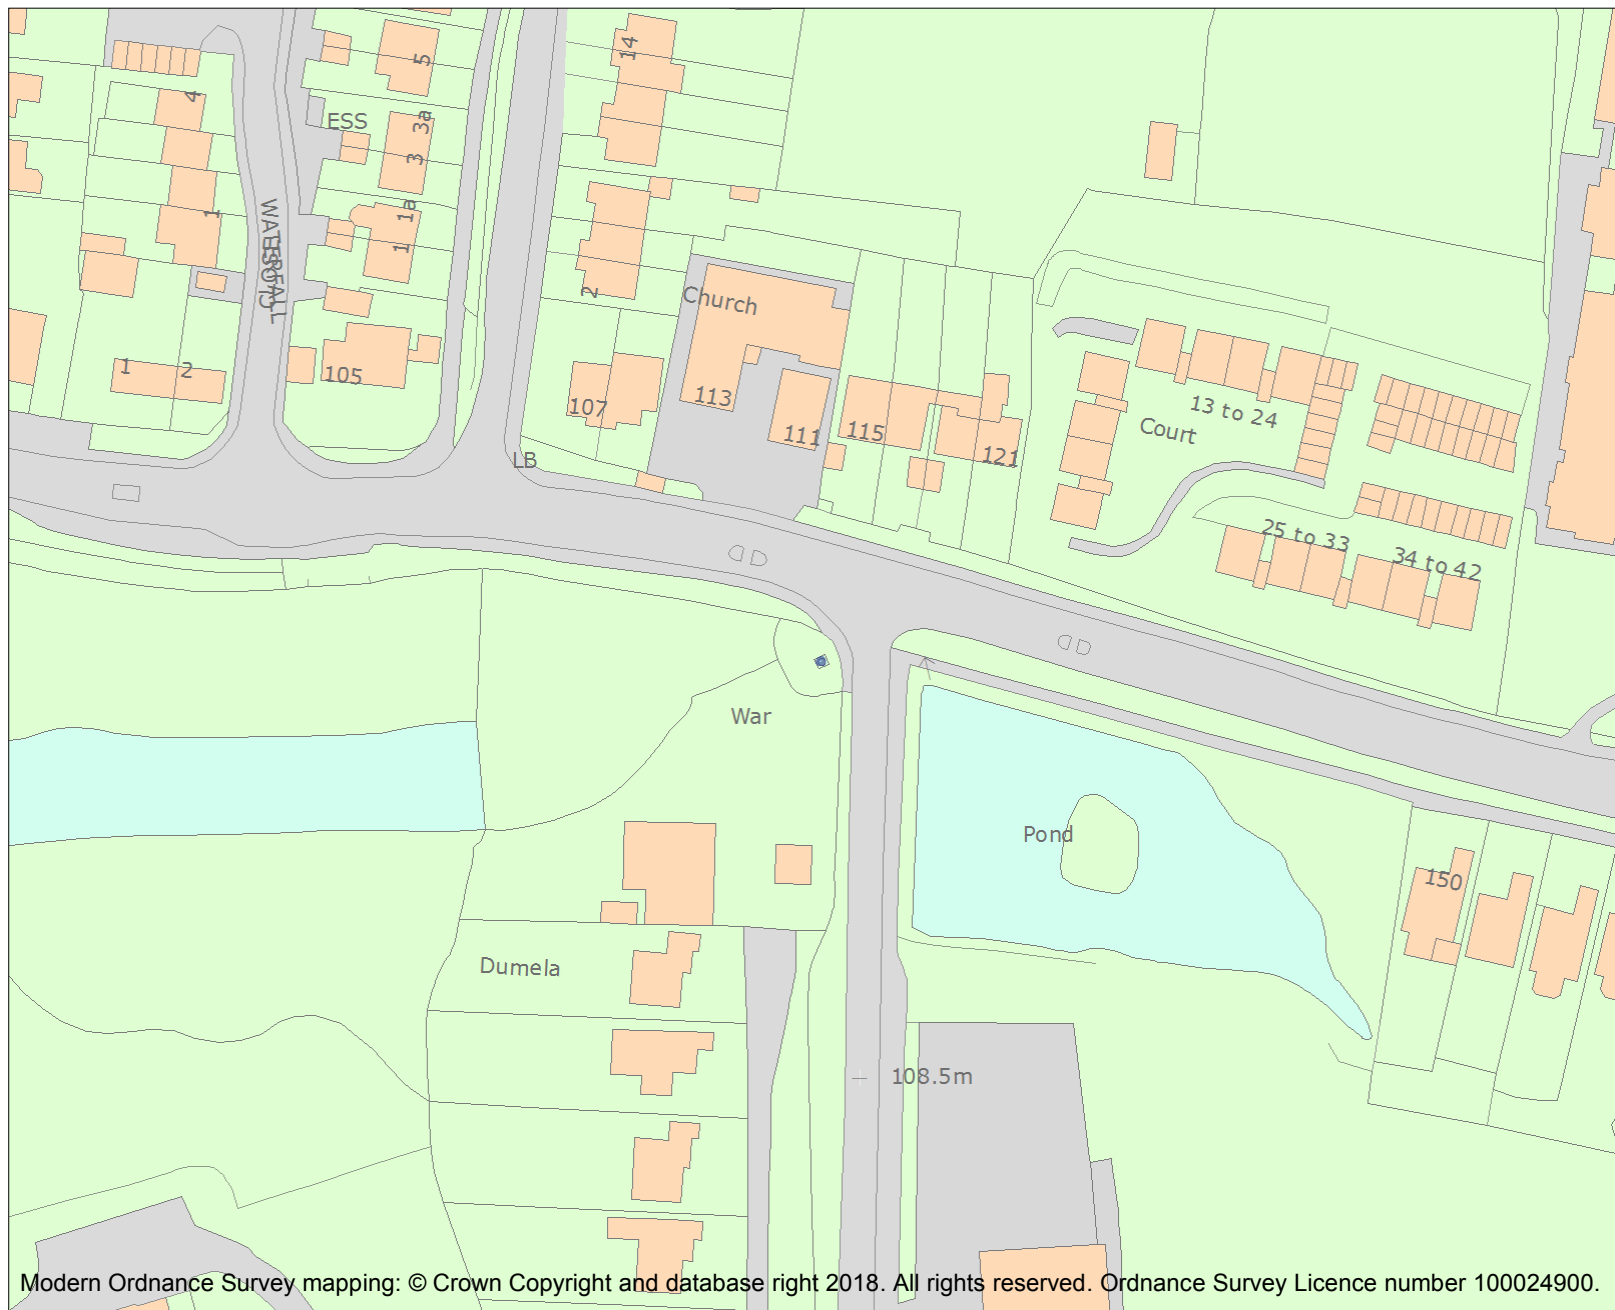 14
5
4
ESS
3a
3
1a
1
1
WATERFALL
CLOSE
2
Church
1
2
105
107
113
111
115
121
13 to 24
Court
LB
25 to 33
34 to 42
War
Pond
150
Dumela
108.5m
Modern Ordnance Survey mapping: © Crown Copyright and database right 2018. All rights reserved. Ordnance Survey Licence number 100024900.